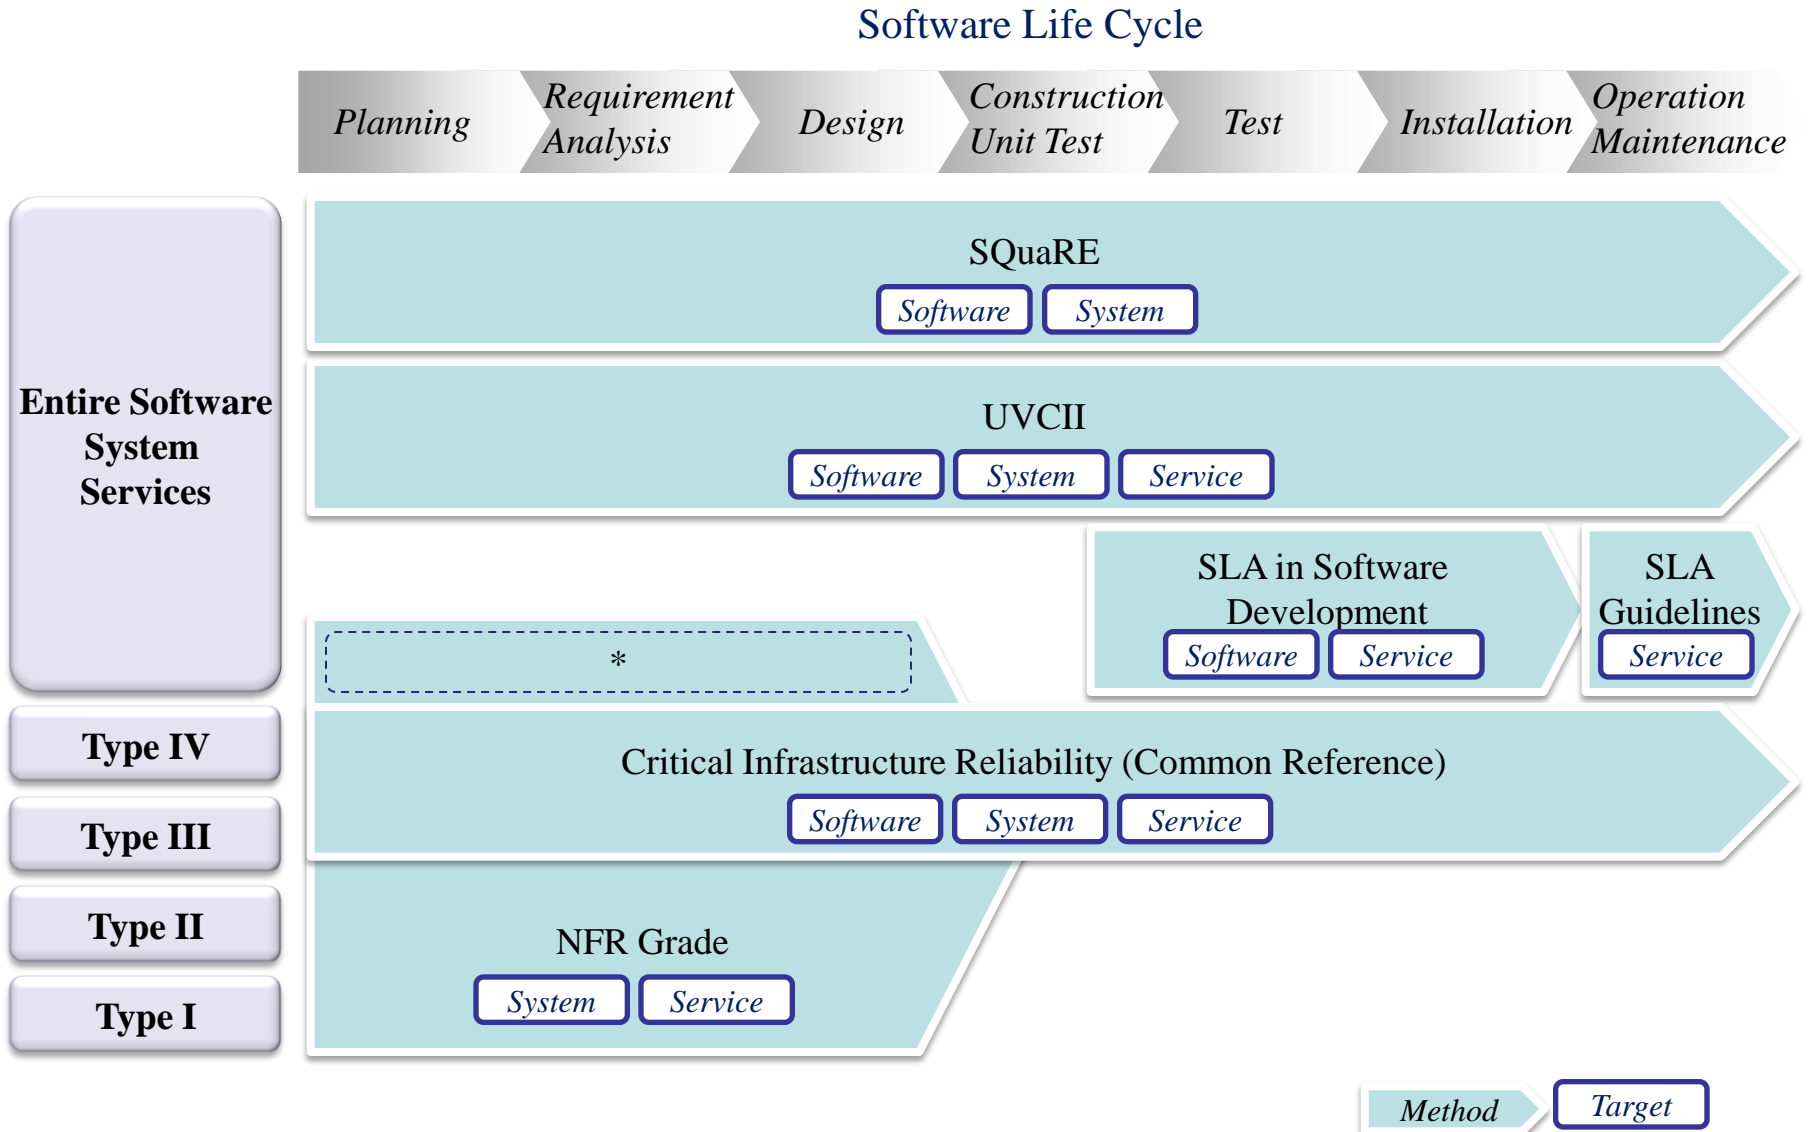 Software Life Cycle
Planning
Requirement
Analysis
Design
Construction
Unit Test
Test
Installation
Operation
Maintenance
Entire Software
System
Services
SQuaRE
Software
System
UVCII
Software
System
Service
SLA in Software
Development
Software
Service
SLA
Guidelines
Service
*
Type IV
Type III
Critical Infrastructure Reliability (Common Reference)
Software
System
Service
Type II
Type I
NFR Grade
System
Service
Method
Target